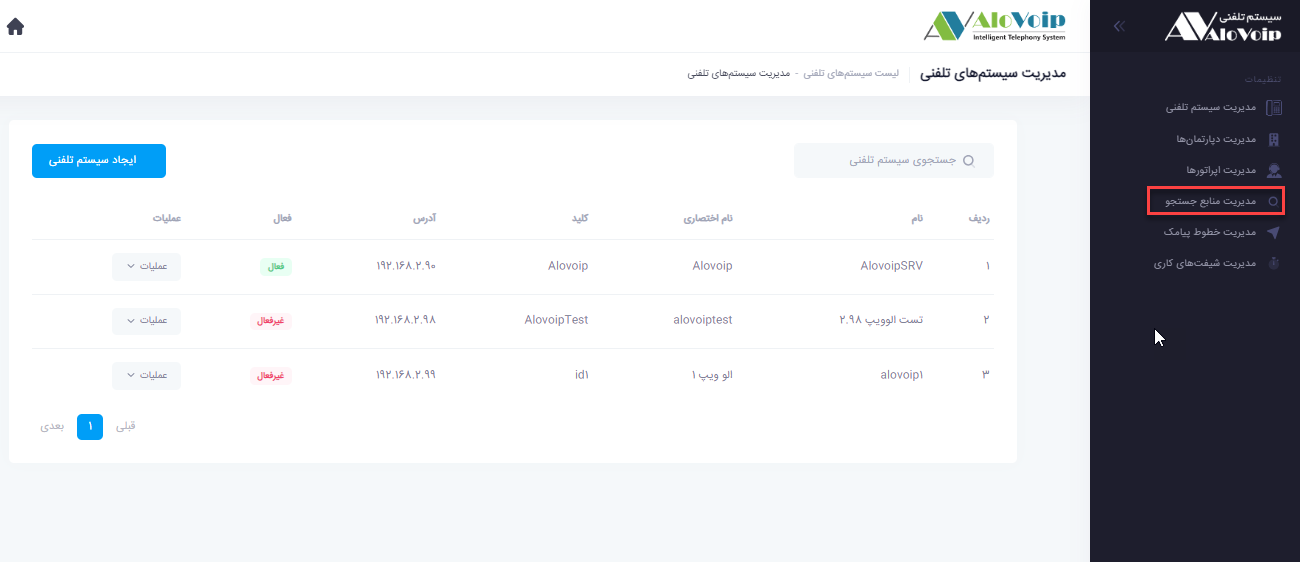 سیستم تلفنی
AloVoip
تنظیمات
مدیریت سیستم تلفنی
مدیریت دپارتمان‌ها
مدیریت اپراتورها
مدیریت منابع جستجو
مدیریت خطوط پیامک
مدیریت شیفت‌های کاری
AloVoip
Intelligent Telephony System
مدیریت سیستم‌های تلفنی لیست سیستم‌های تلفنی - مدیریت سیستم‌های تلفنی
جستجوی سیستم تلفنی ایجاد سیستم تلفنی
ردیف نام نام اختصاری کلید آدرس فعال عملیات
۱ AlovoipSRV Alovoip Alovoip ۱۹۲.۱۶۸.۲.۹۰ فعال عملیات
۲ تست الوویپ ۲.۹۸ alovoiptest AlovoipTest ۱۹۲.۱۶۸.۲.۹۸ غیرفعال عملیات
۳ alovoip۱ الو ویپ ۱ id۱ ۱۹۲.۱۶۸.۲.۹۹ غیرفعال عملیات
قبلی ۱ بعدی